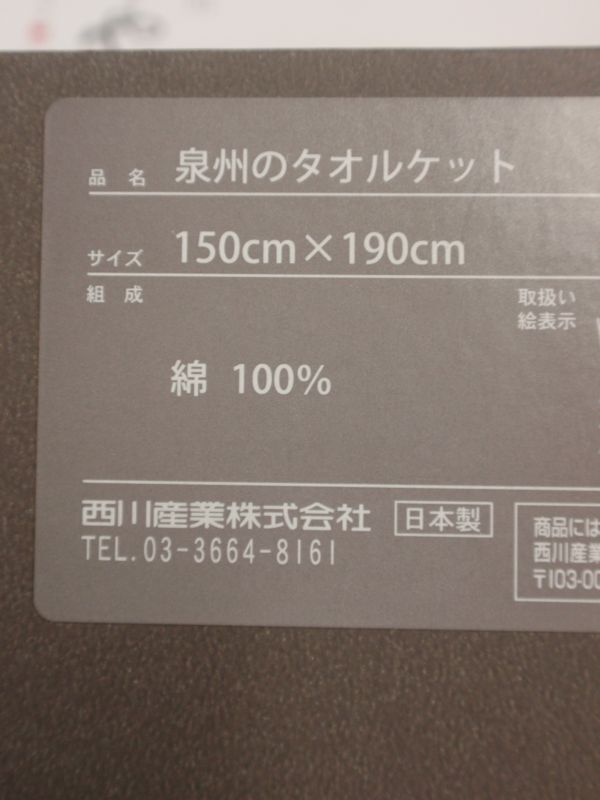 品 名 泉州のタオルケット
サイズ 150cm×190cm
組 成
取扱い
絵表示
綿 100%
西川産業株式会社 日本製
TEL.03-3664-8161
商品には
西川産業
〒103-00